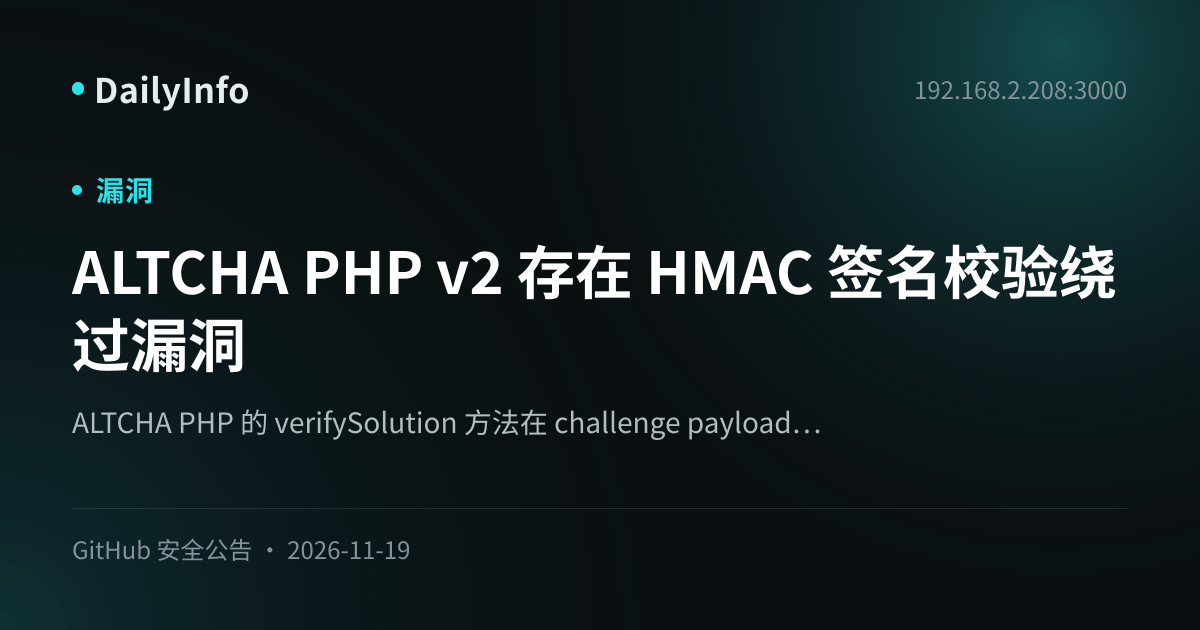 DailyInfo
192.168.2.208:3000
漏洞
ALTCHA PHP v2 存在 HMAC 签名校验绕
过漏洞
ALTCHA PHP 的 verifySolution 方法在 challenge payload…
GitHub 安全公告 · 2026-11-19